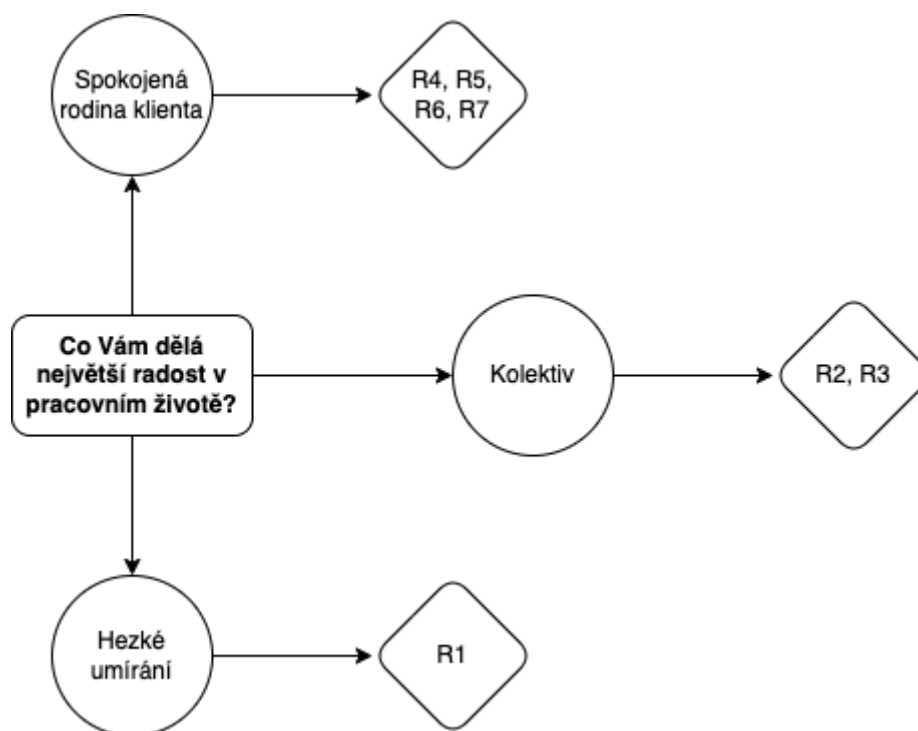 Spokojená
rodina klienta
R4, R5,
R6, R7
Co Vám dělá
největší radost v
pracovním životě?
Kolektiv
R2, R3
Hezké
umírání
R1